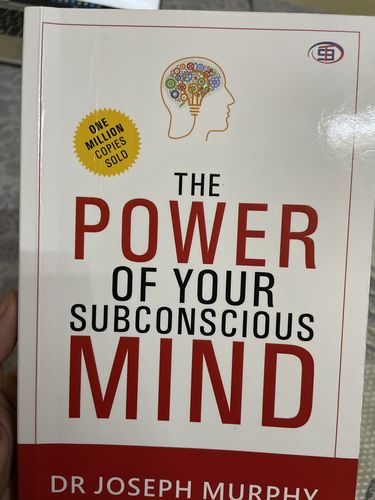 ONE
MILLION
COPIES
SOLD
THE
POWER
OF YOUR
SUBCONSCIOUS
MIND
DR JOSEPH MURPHY